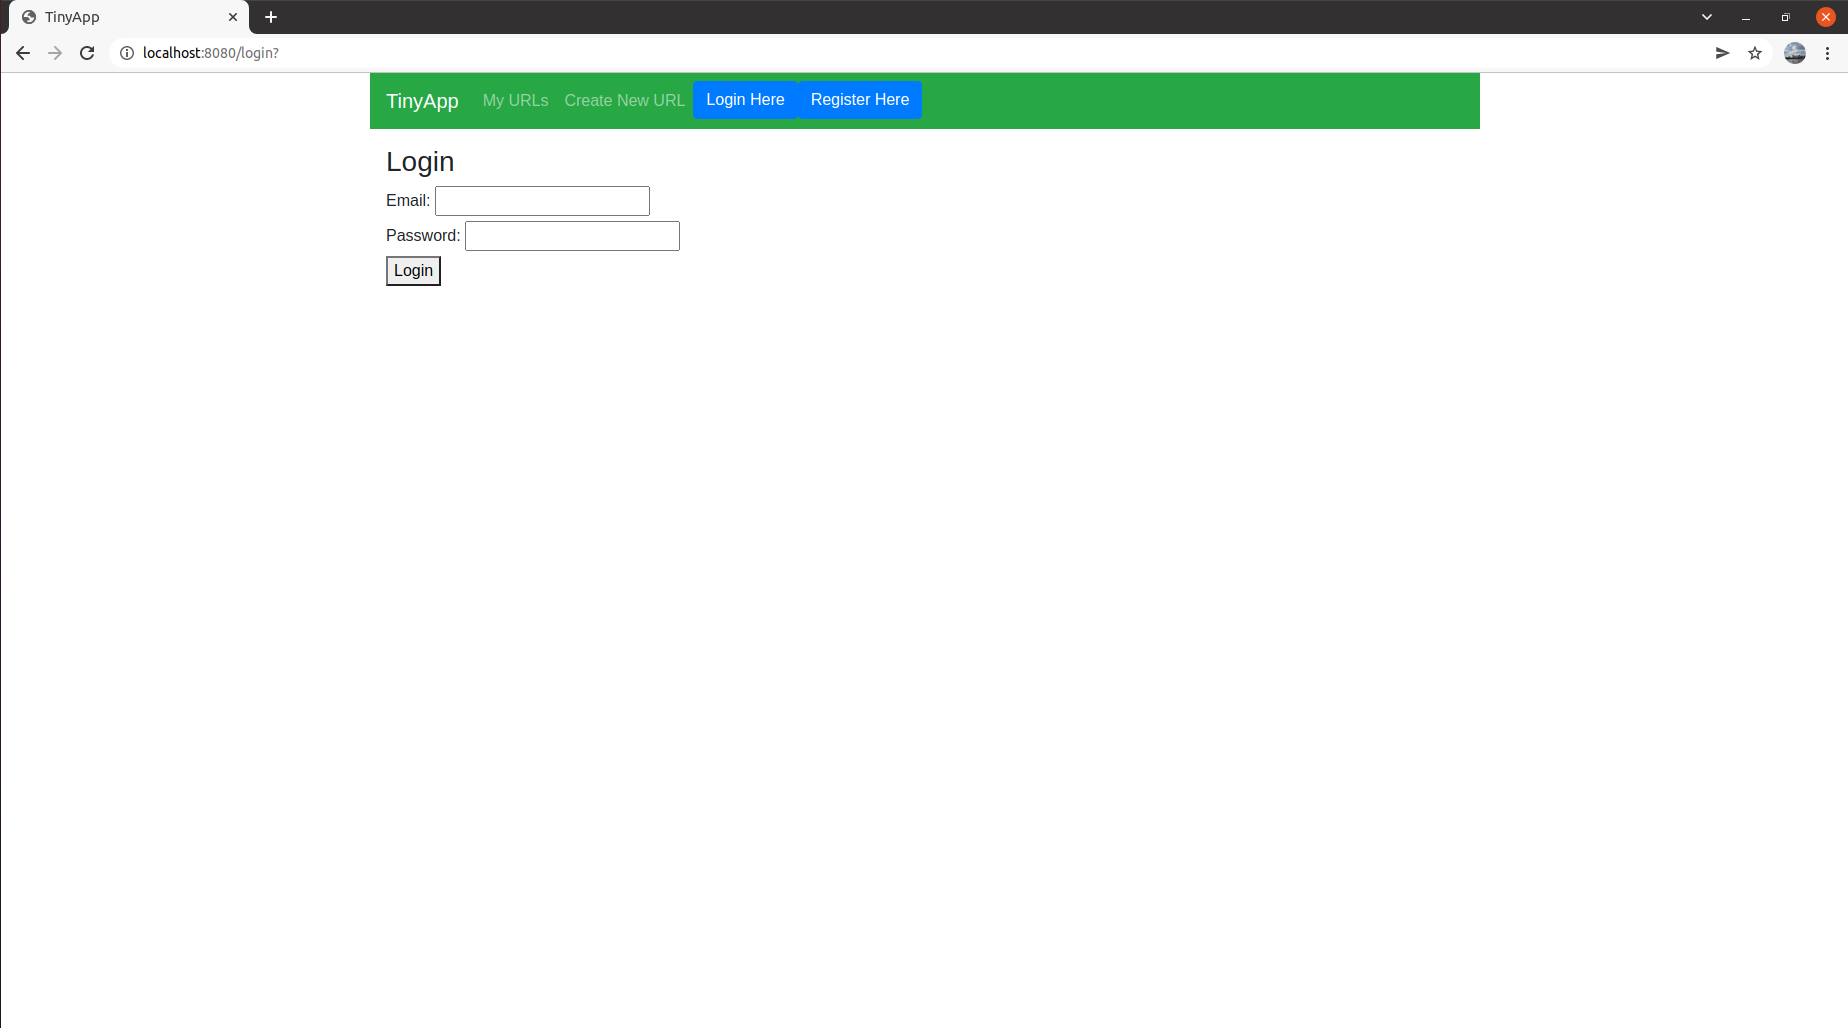 TinyApp
localhost:8080/login?
TinyApp My URLs Create New URL Login Here Register Here
Login
Email:
Password:
Login